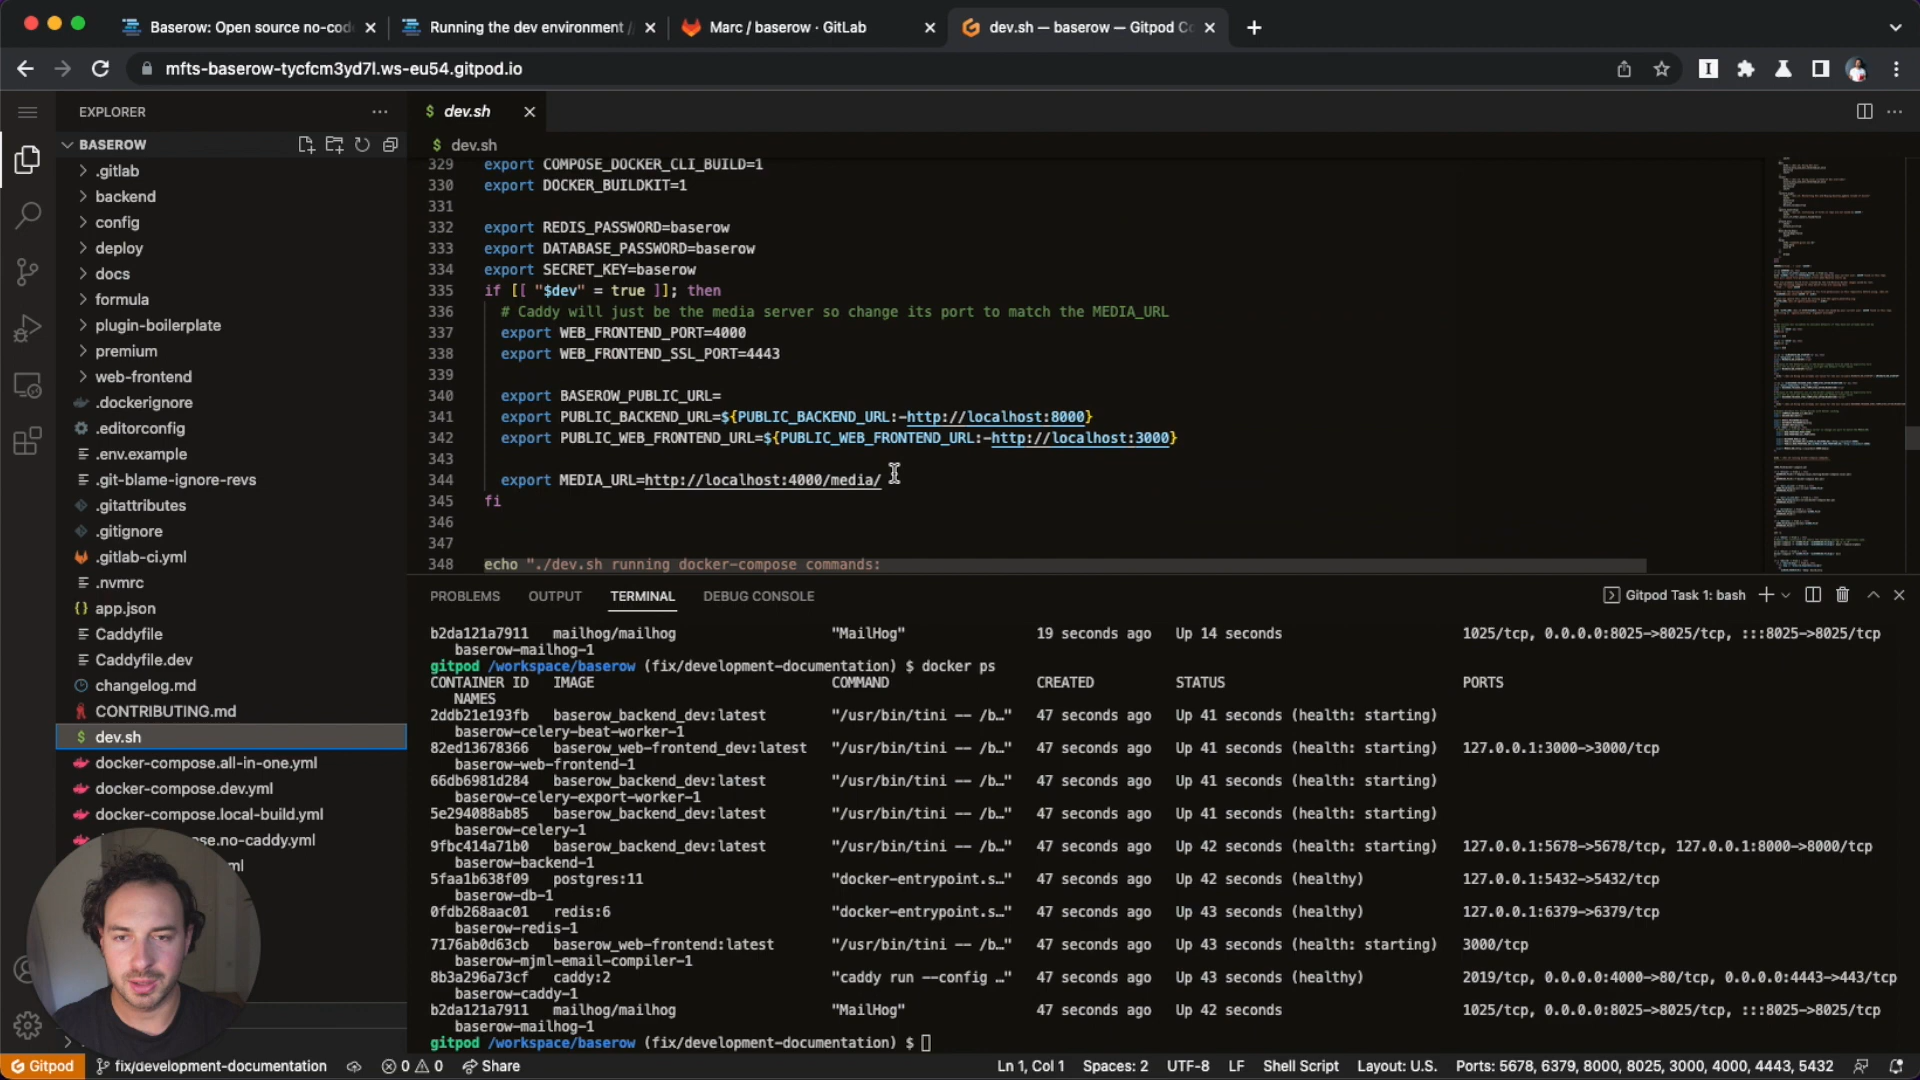 Baserow: Open source no-cod
Running the dev environment /
Marc / baserow · GitLab
dev.sh — baserow — Gitpod Co
mfts-baserow-tycfcm3yd7l.ws-eu54.gitpod.io
EXPLORER
BASEROW
.gitlab
backend
config
deploy
docs
formula
plugin-boilerplate
premium
web-frontend
.dockerignore
.editorconfig
.env.example
.git-blame-ignore-revs
.gitattributes
.gitignore
.gitlab-ci.yml
.nvmrc
app.json
Caddyfile
Caddyfile.dev
changelog.md
CONTRIBUTING.md
$ dev.sh
docker-compose.all-in-one.yml
docker-compose.dev.yml
docker-compose.local-build.yml
se.no-caddy.yml
ml
$ dev.sh
$ dev.sh
329 export COMPOSE_DOCKER_CLI_BUILD=1
330 export DOCKER_BUILDKIT=1
331
332 export REDIS_PASSWORD=baserow
333 export DATABASE_PASSWORD=baserow
334 export SECRET_KEY=baserow
335 if [[ "$dev" = true ]]; then
336 # Caddy will just be the media server so change its port to match the MEDIA_URL
337 export WEB_FRONTEND_PORT=4000
338 export WEB_FRONTEND_SSL_PORT=4443
339
340 export BASEROW_PUBLIC_URL=
341 export PUBLIC_BACKEND_URL=${PUBLIC_BACKEND_URL:-http://localhost:8000}
342 export PUBLIC_WEB_FRONTEND_URL=${PUBLIC_WEB_FRONTEND_URL:-http://localhost:3000}
343
344 export MEDIA_URL=http://localhost:4000/media/
345 fi
346
347
348 echo "./dev.sh running docker-compose commands:
PROBLEMS OUTPUT TERMINAL DEBUG CONSOLE
Gitpod Task 1: bash
b2da121a7911 mailhog/mailhog "MailHog" 19 seconds ago Up 14 seconds 1025/tcp, 0.0.0.0:8025->8025/tcp, :::8025->8025/tcp
baserow-mailhog-1
gitpod /workspace/baserow (fix/development-documentation) $ docker ps
CONTAINER ID IMAGE COMMAND CREATED STATUS PORTS
NAMES
2ddb21e193fb baserow_backend_dev:latest "/usr/bin/tini -- /b…" 47 seconds ago Up 41 seconds (health: starting)
baserow-celery-beat-worker-1
82ed13678366 baserow_web-frontend_dev:latest "/usr/bin/tini -- /b…" 47 seconds ago Up 41 seconds (health: starting) 127.0.0.1:3000->3000/tcp
baserow-web-frontend-1
66db6981d284 baserow_backend_dev:latest "/usr/bin/tini -- /b…" 47 seconds ago Up 41 seconds (health: starting)
baserow-celery-export-worker-1
5e294088ab85 baserow_backend_dev:latest "/usr/bin/tini -- /b…" 47 seconds ago Up 41 seconds (health: starting)
baserow-celery-1
9fbc414a71b0 baserow_backend_dev:latest "/usr/bin/tini -- /b…" 47 seconds ago Up 42 seconds (health: starting) 127.0.0.1:5678->5678/tcp, 127.0.0.1:8000->8000/tcp
baserow-backend-1
5faa1b638f09 postgres:11 "docker-entrypoint.s…" 47 seconds ago Up 42 seconds (healthy) 127.0.0.1:5432->5432/tcp
baserow-db-1
0fdb268aac01 redis:6 "docker-entrypoint.s…" 47 seconds ago Up 43 seconds (healthy) 127.0.0.1:6379->6379/tcp
baserow-redis-1
7176ab0d63cb baserow_web-frontend:latest "/usr/bin/tini -- /b…" 47 seconds ago Up 43 seconds (health: starting) 3000/tcp
baserow-mjml-email-compiler-1
8b3a296a73cf caddy:2 "caddy run --config …" 47 seconds ago Up 43 seconds (healthy) 2019/tcp, 0.0.0.0:4000->80/tcp, 0.0.0.0:4443->443/tcp
baserow-caddy-1
b2da121a7911 mailhog/mailhog "MailHog" 47 seconds ago Up 42 seconds 1025/tcp, 0.0.0.0:8025->8025/tcp, :::8025->8025/tcp
baserow-mailhog-1
gitpod /workspace/baserow (fix/development-documentation) $
Gitpod fix/development-documentation 0 0 Share Ln 1, Col 1 Spaces: 2 UTF-8 LF Shell Script Layout: U.S. Ports: 5678, 6379, 8000, 8025, 3000, 4000, 4443, 5432